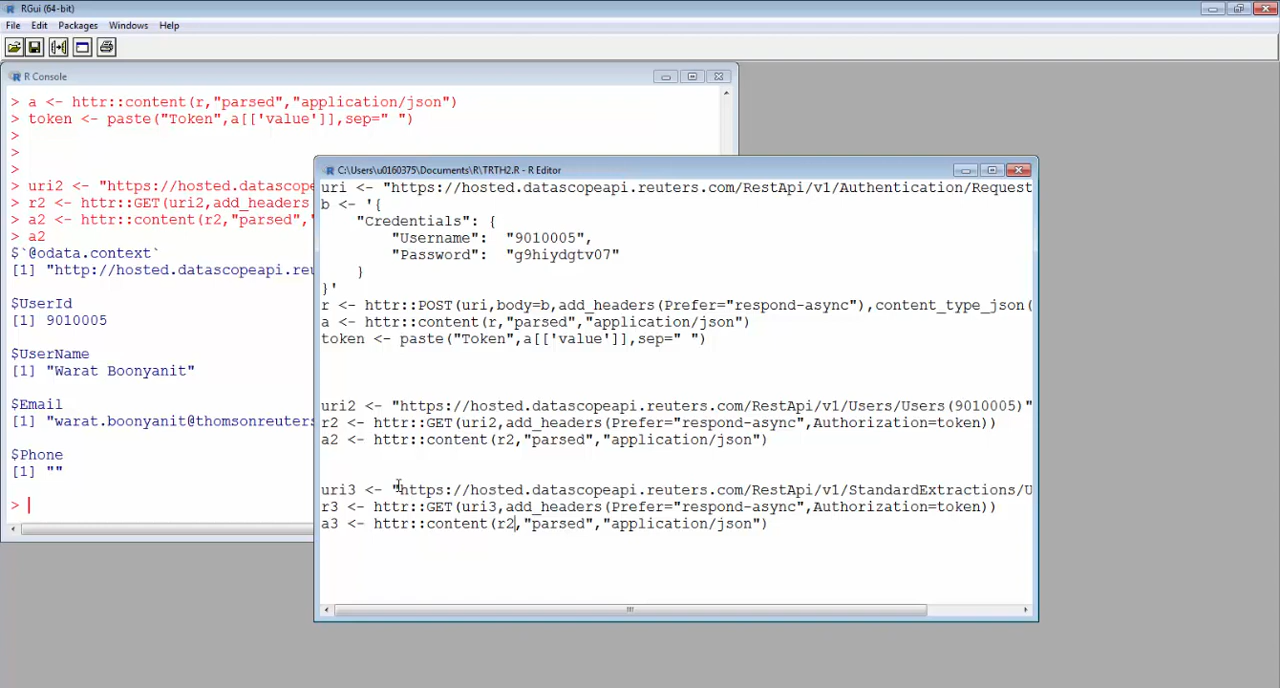 RGui (64-bit)
File Edit Packages Windows Help
R Console
> a <- httr::content(r,"parsed","application/json")
> token <- paste("Token",a[['value']],sep=" ")
>
>
>
> uri2 <- "https://hosted.datascope
> r2 <- httr::GET(uri2,add_headers
> a2 <- httr::content(r2,"parsed",
> a2
$`@odata.context`
[1] "http://hosted.datascopeapi.reu
$UserId
[1] 9010005
$UserName
[1] "Warat Boonyanit"
$Email
[1] "warat.boonyanit@thomsonreuters
$Phone
[1] ""
>
C:\Users\u0160375\Documents\R\TRTH2.R - R Editor
uri <- "https://hosted.datascopeapi.reuters.com/RestApi/v1/Authentication/Request
b <- '{
"Credentials": {
"Username": "9010005",
"Password": "g9hiydgtv07"
}
}'
r <- httr::POST(uri,body=b,add_headers(Prefer="respond-async"),content_type_json(
a <- httr::content(r,"parsed","application/json")
token <- paste("Token",a[['value']],sep=" ")
uri2 <- "https://hosted.datascopeapi.reuters.com/RestApi/v1/Users/Users(9010005)"
r2 <- httr::GET(uri2,add_headers(Prefer="respond-async",Authorization=token))
a2 <- httr::content(r2,"parsed","application/json")
uri3 <- "https://hosted.datascopeapi.reuters.com/RestApi/v1/StandardExtractions/U
r3 <- httr::GET(uri3,add_headers(Prefer="respond-async",Authorization=token))
a3 <- httr::content(r2,"parsed","application/json")